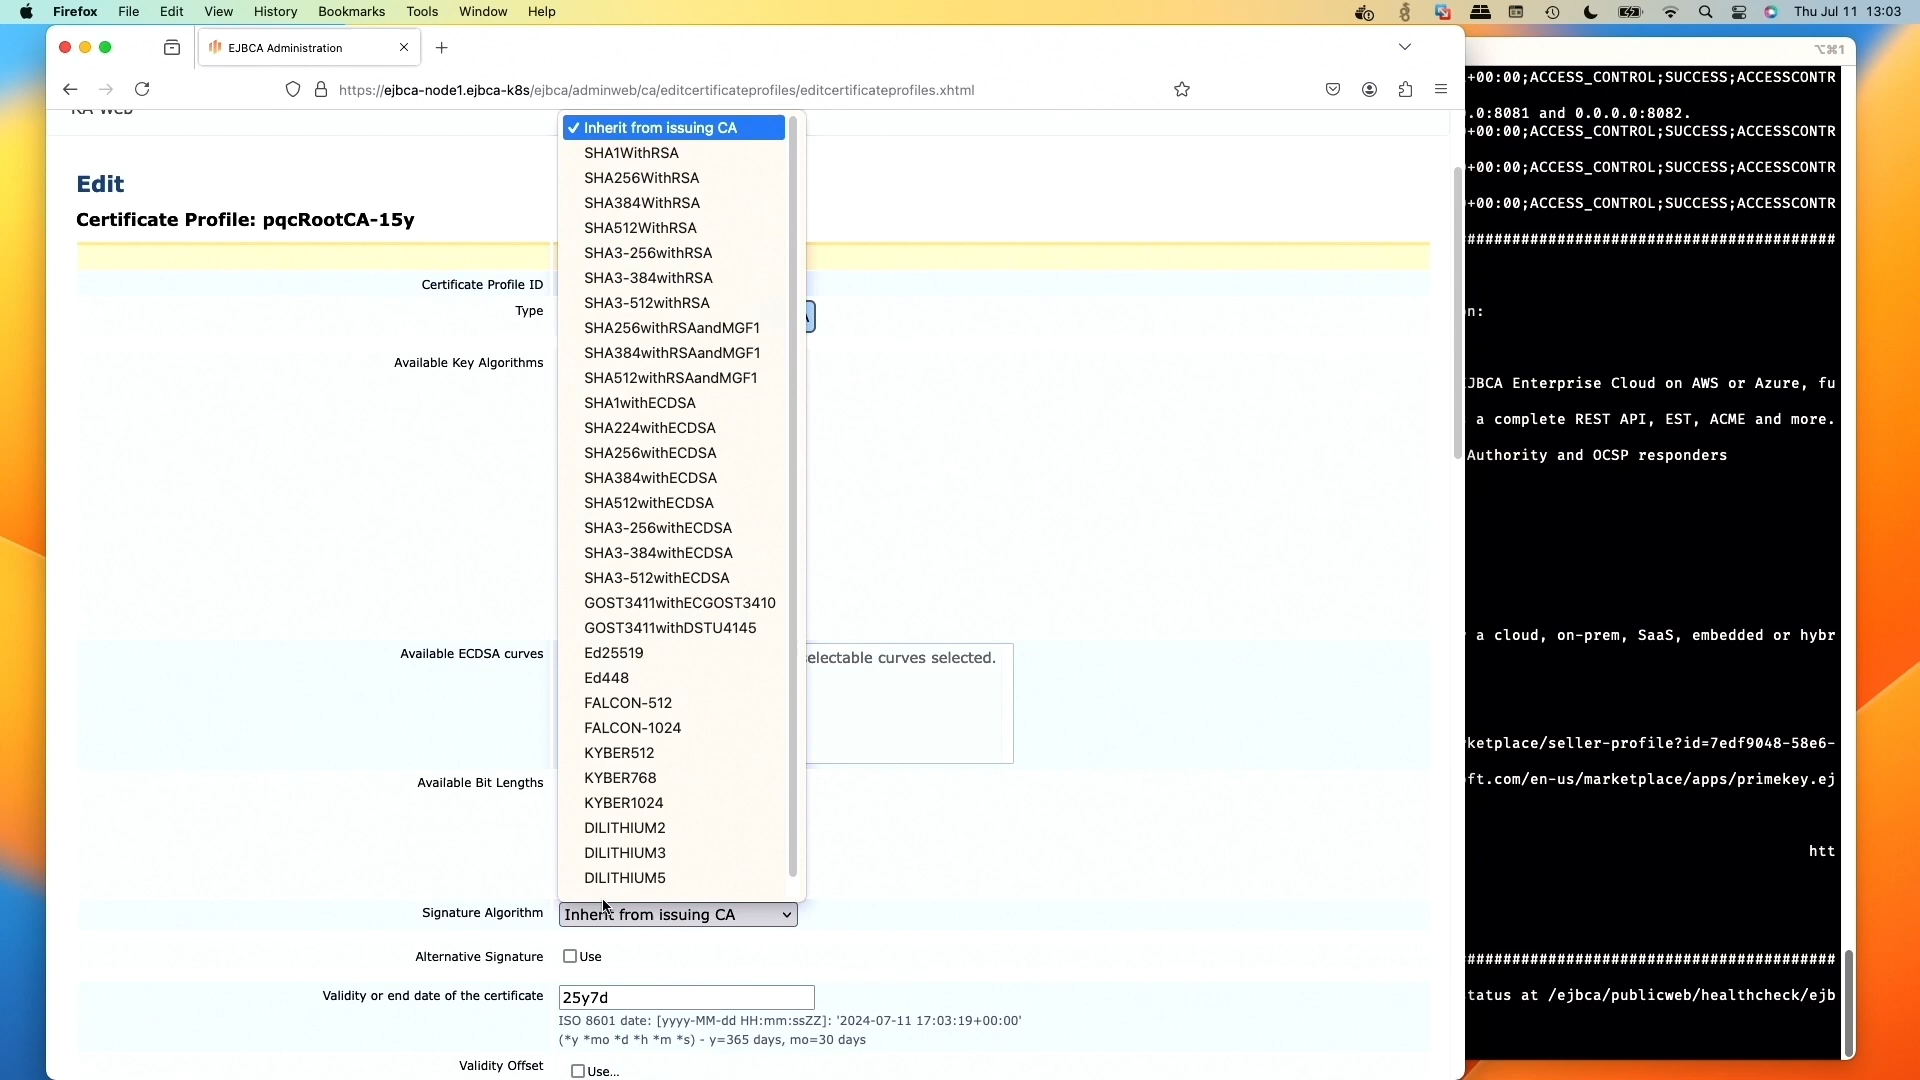 Firefox File Edit View History Bookmarks Tools Window Help Thu Jul 11 13:03
EJBCA Administration
⌥⌘1
https://ejbca-node1.ejbca-k8s/ejbca/adminweb/ca/editcertificateprofiles/editcertificateprofiles.xhtml
RA Web
Edit
Certificate Profile: pqcRootCA-15y
Certificate Profile ID
Type
Available Key Algorithms
Available ECDSA curves
selectable curves selected.
Available Bit Lengths
✓ Inherit from issuing CA
SHA1WithRSA
SHA256WithRSA
SHA384WithRSA
SHA512WithRSA
SHA3-256withRSA
SHA3-384withRSA
SHA3-512withRSA
SHA256withRSAandMGF1
SHA384withRSAandMGF1
SHA512withRSAandMGF1
SHA1withECDSA
SHA224withECDSA
SHA256withECDSA
SHA384withECDSA
SHA512withECDSA
SHA3-256withECDSA
SHA3-384withECDSA
SHA3-512withECDSA
GOST3411withECGOST3410
GOST3411withDSTU4145
Ed25519
Ed448
FALCON-512
FALCON-1024
KYBER512
KYBER768
KYBER1024
DILITHIUM2
DILITHIUM3
DILITHIUM5
Signature Algorithm Inherit from issuing CA
Alternative Signature Use
Validity or end date of the certificate 25y7d
ISO 8601 date: [yyyy-MM-dd HH:mm:ssZZ]: '2024-07-11 17:03:19+00:00'
(*y *mo *d *h *m *s) - y=365 days, mo=30 days
Validity Offset Use...
+00:00;ACCESS_CONTROL;SUCCESS;ACCESSCONTR
.0:8081 and 0.0.0.0:8082.
+00:00;ACCESS_CONTROL;SUCCESS;ACCESSCONTR
+00:00;ACCESS_CONTROL;SUCCESS;ACCESSCONTR
+00:00;ACCESS_CONTROL;SUCCESS;ACCESSCONTR
#########################################
n:
JBCA Enterprise Cloud on AWS or Azure, fu
a complete REST API, EST, ACME and more.
Authority and OCSP responders
a cloud, on-prem, SaaS, embedded or hybr
ketplace/seller-profile?id=7edf9048-58e6-
ft.com/en-us/marketplace/apps/primekey.ej
htt
#########################################
tatus at /ejbca/publicweb/healthcheck/ejb